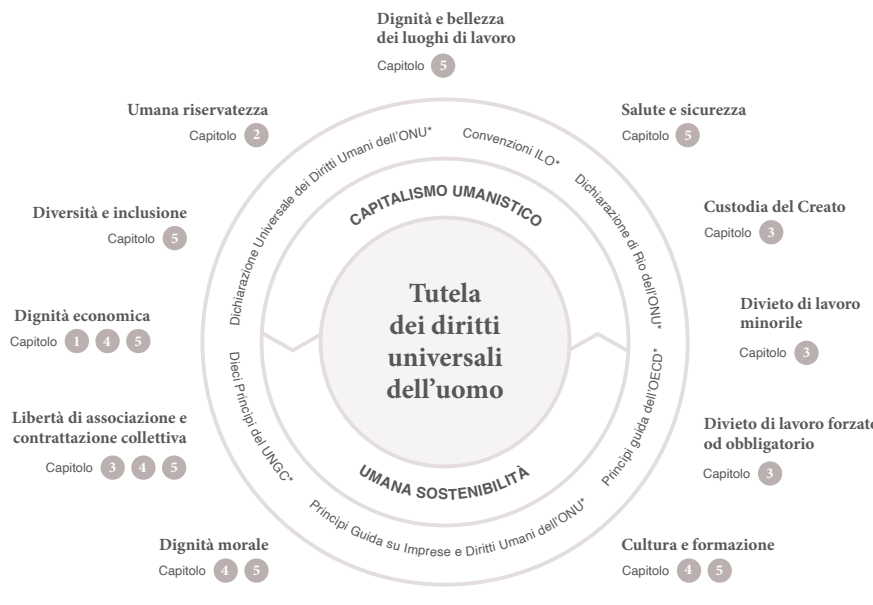 Dignità e bellezza
dei luoghi di lavoro
Capitolo 5
Umana riservatezza
Capitolo 2
Salute e sicurezza
Capitolo 5
Diversità e inclusione
Capitolo 5
Custodia del Creato
Capitolo 3
Dignità economica
Capitolo 1 4 5
Divieto di lavoro
minorile
Capitolo 3
Libertà di associazione e
contrattazione collettiva
Capitolo 3 4 5
Divieto di lavoro forzato
od obbligatorio
Capitolo 3
Dignità morale
Capitolo 4 5
Cultura e formazione
Capitolo 4 5
Dichiarazione Universale dei Diritti Umani dell'ONU*
Convenzioni ILO*
Dichiarazione di Rio dell'ONU*
Principi guida dell'OECD*
Principi Guida su Imprese e Diritti Umani dell'ONU*
Dieci Principi del UNGC*
CAPITALISMO UMANISTICO
Tutela
dei diritti
universali
dell'uomo
UMANA SOSTENIBILITÀ